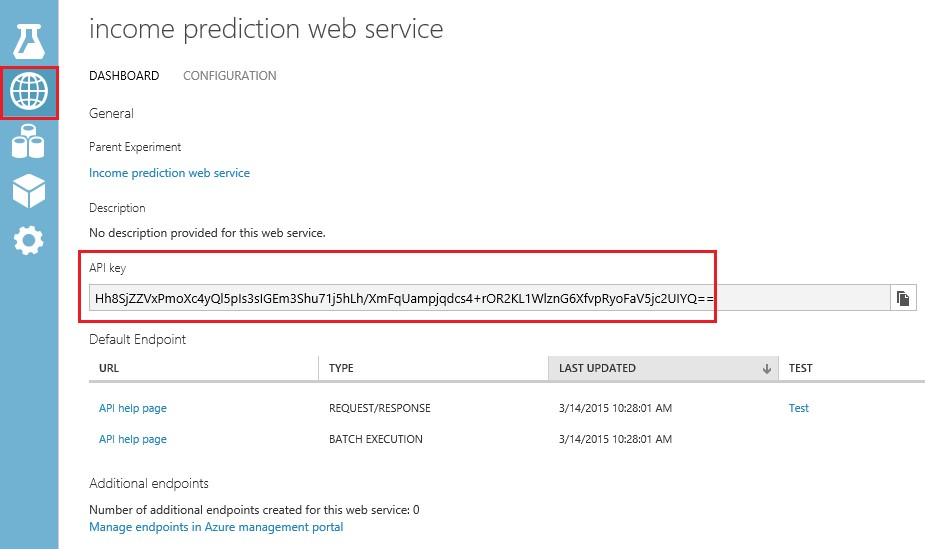 income prediction web service
DASHBOARD CONFIGURATION
General
Parent Experiment
Income prediction web service
Description
No description provided for this web service.
API key
Hh8SjZZVxPmoXc4yQl5pIs3sIGEm3Shu71j5hLh/XmFqUampjqdcs4+rOR2KL1WlznG6XfvpRyoFaV5jc2UIYQ==
Default Endpoint
URL TYPE LAST UPDATED TEST
API help page REQUEST/RESPONSE 3/14/2015 10:28:01 AM Test
API help page BATCH EXECUTION 3/14/2015 10:28:01 AM
Additional endpoints
Number of additional endpoints created for this web service: 0
Manage endpoints in Azure management portal